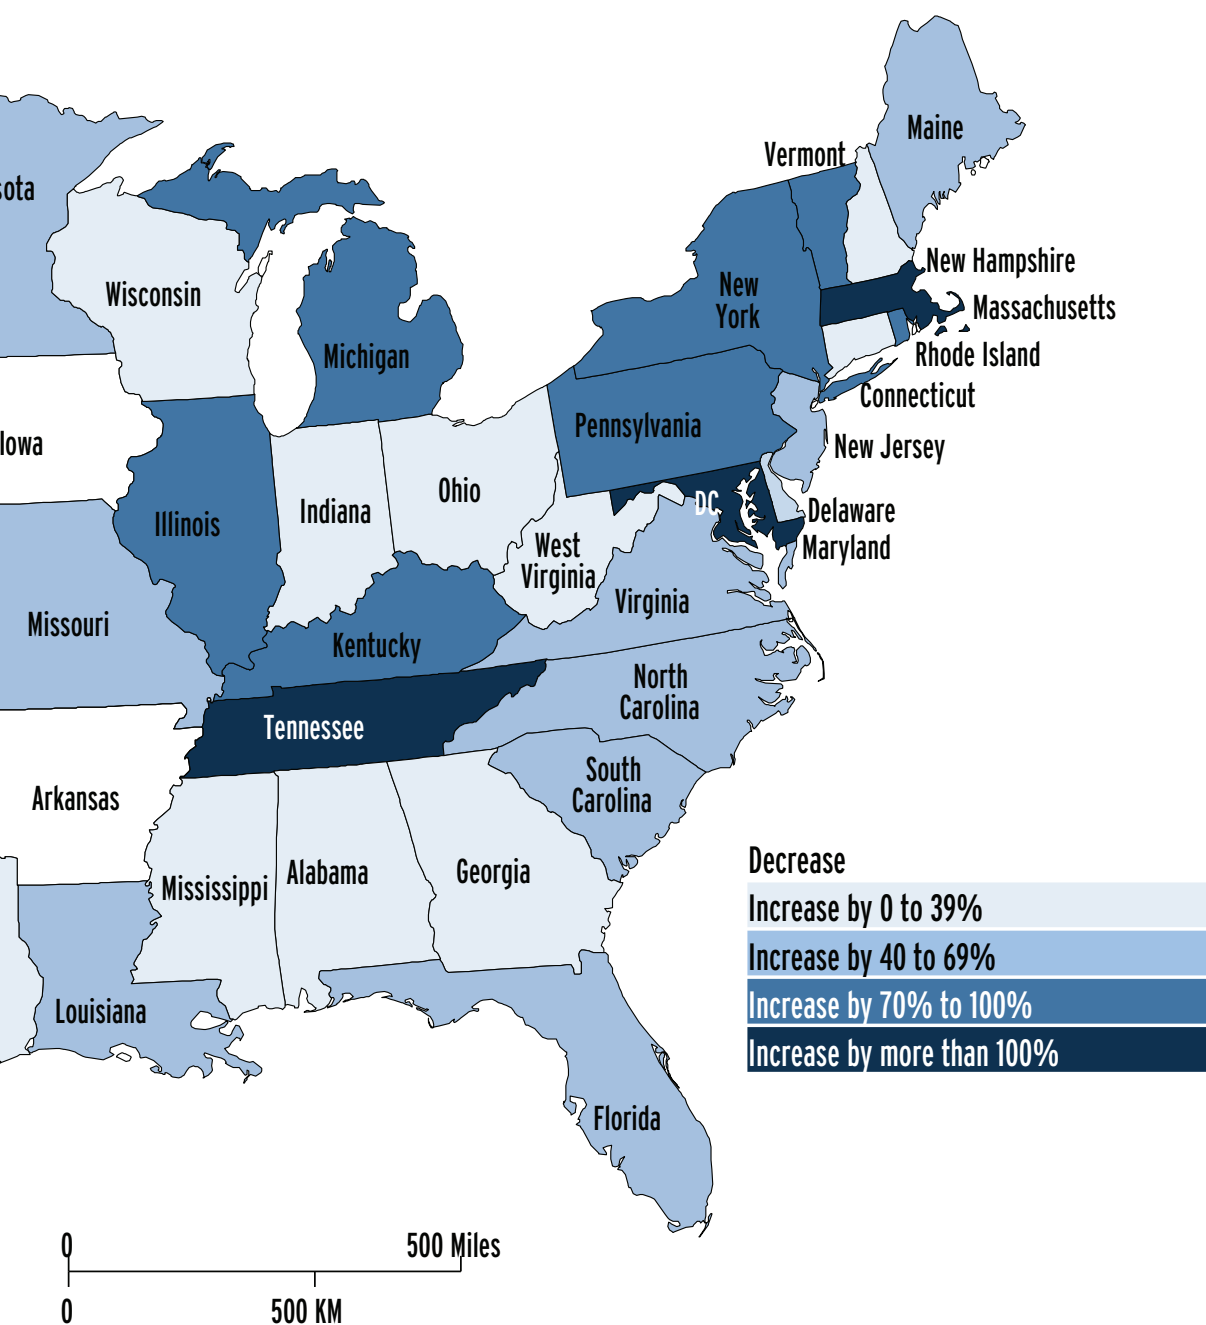 Maine
Vermont
sota
New Hampshire
Wisconsin
New
York
Massachusetts
Michigan
Rhode Island
Connecticut
Pennsylvania
Iowa
New Jersey
Ohio
Indiana
DC
Delaware
Illinois
Maryland
West
Virginia
Virginia
Missouri
Kentucky
North
Carolina
Tennessee
South
Carolina
Arkansas
Mississippi
Alabama
Georgia
Louisiana
Florida
Decrease
Increase by 0 to 39%
Increase by 40 to 69%
Increase by 70% to 100%
Increase by more than 100%
0
500 Miles
0
500 KM